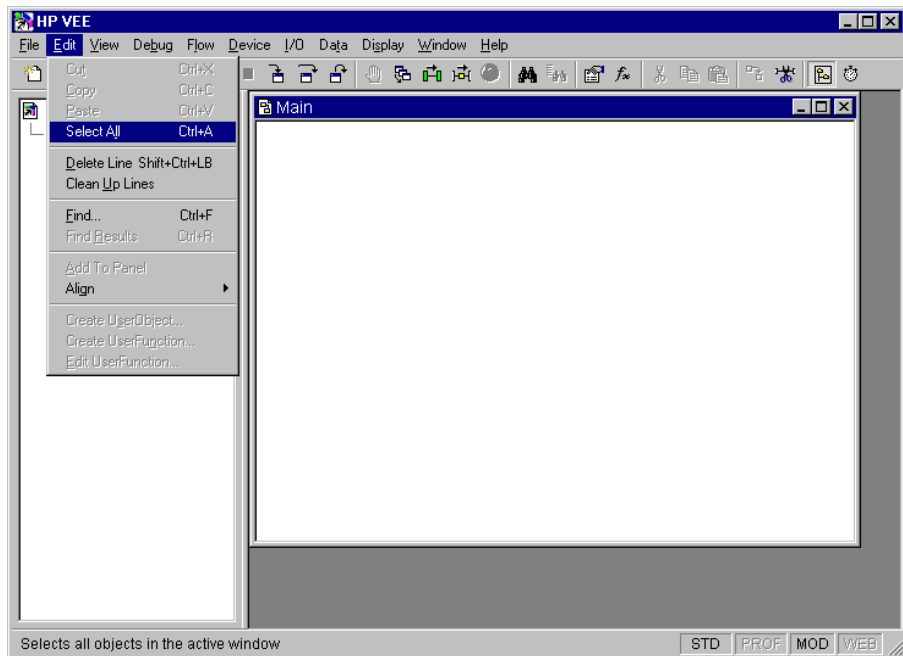 HP VEE
File Edit View Debug Flow Device I/O Data Display Window Help
Cut Ctrl+X
Copy Ctrl+C
Paste Ctrl+V
Select All Ctrl+A
Delete Line Shift+Ctrl+LB
Clean Up Lines
Find... Ctrl+F
Find Results Ctrl+R
Add To Panel
Align
Create UserObject...
Create UserFunction...
Edit UserFunction...
Main
Selects all objects in the active window
STD PROF MOD WEB